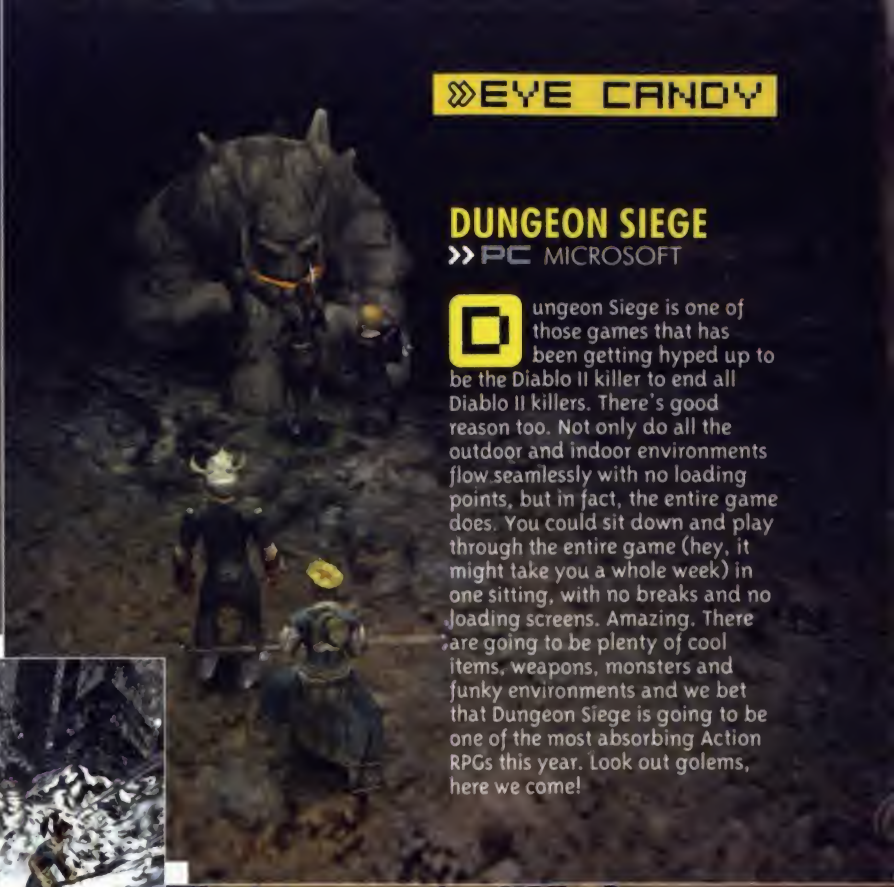 »EYE CANDY
DUNGEON SIEGE
»PC MICROSOFT
Dungeon Siege is one of
those games that has
been getting hyped up to
be the Diablo II killer to end all
Diablo II killers. There's good
reason too. Not only do all the
outdoor and indoor environments
flow seamlessly with no loading
points, but in fact, the entire game
does. You could sit down and play
through the entire game (hey, it
might take you a whole week) in
one sitting, with no breaks and no
loading screens. Amazing. There
are going to be plenty of cool
items, weapons, monsters and
funky environments and we bet
that Dungeon Siege is going to be
one of the most absorbing Action
RPGs this year. Look out golems,
here we come!